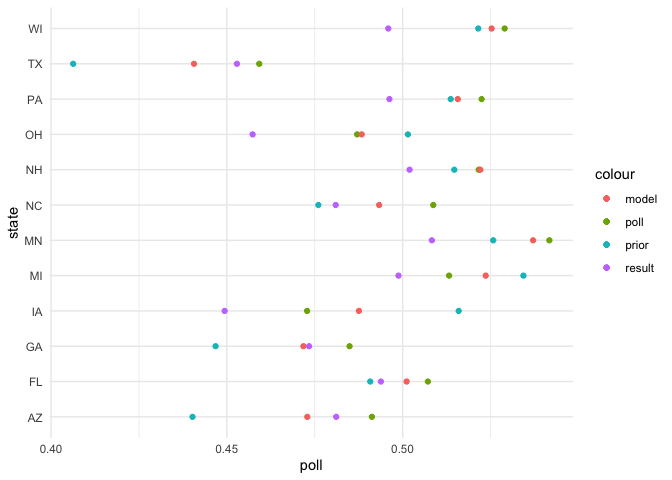 WI
TX
PA
OH
NH
NC
MN
MI
IA
GA
FL
AZ
state
0.40
0.45
0.50
poll
colour
model
poll
prior
result